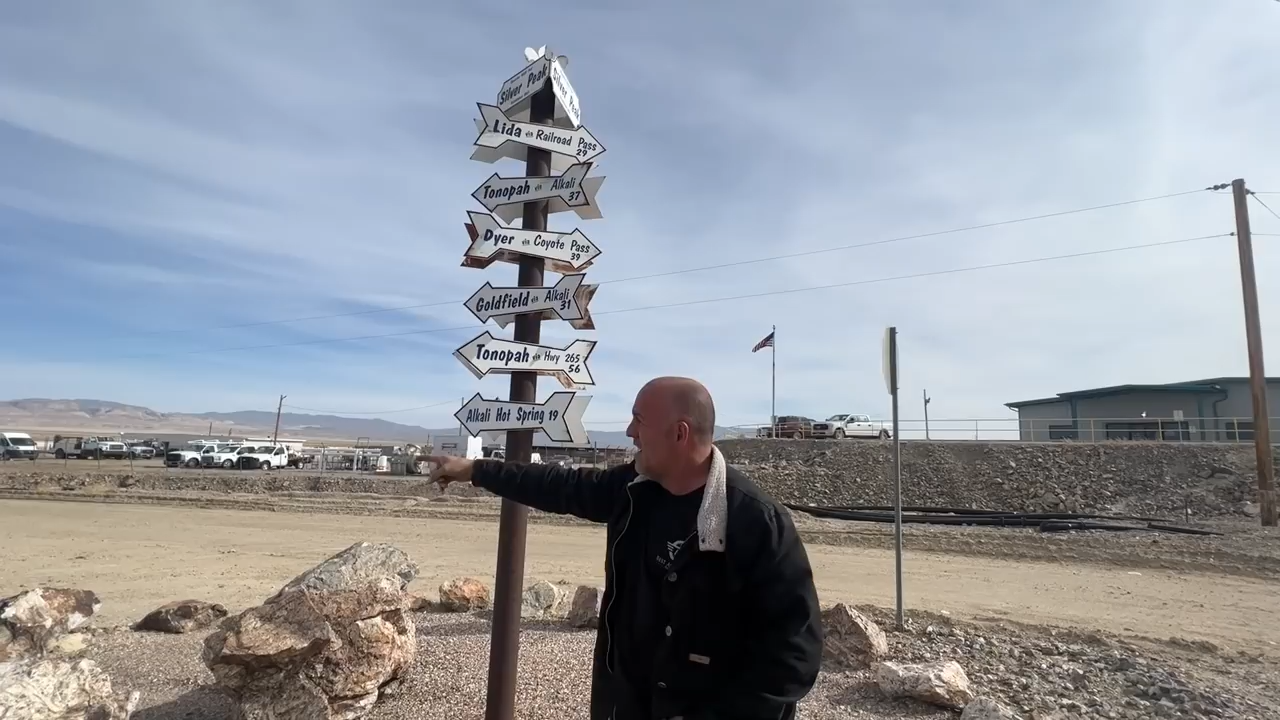 Silver Peak
Silver Peak
Lida via Railroad Pass
29
Tonopah via Alkali
37
Dyer via Coyote Pass
39
Goldfield via Alkali
31
Tonopah via Hwy 265
56
Alkali Hot Spring 19